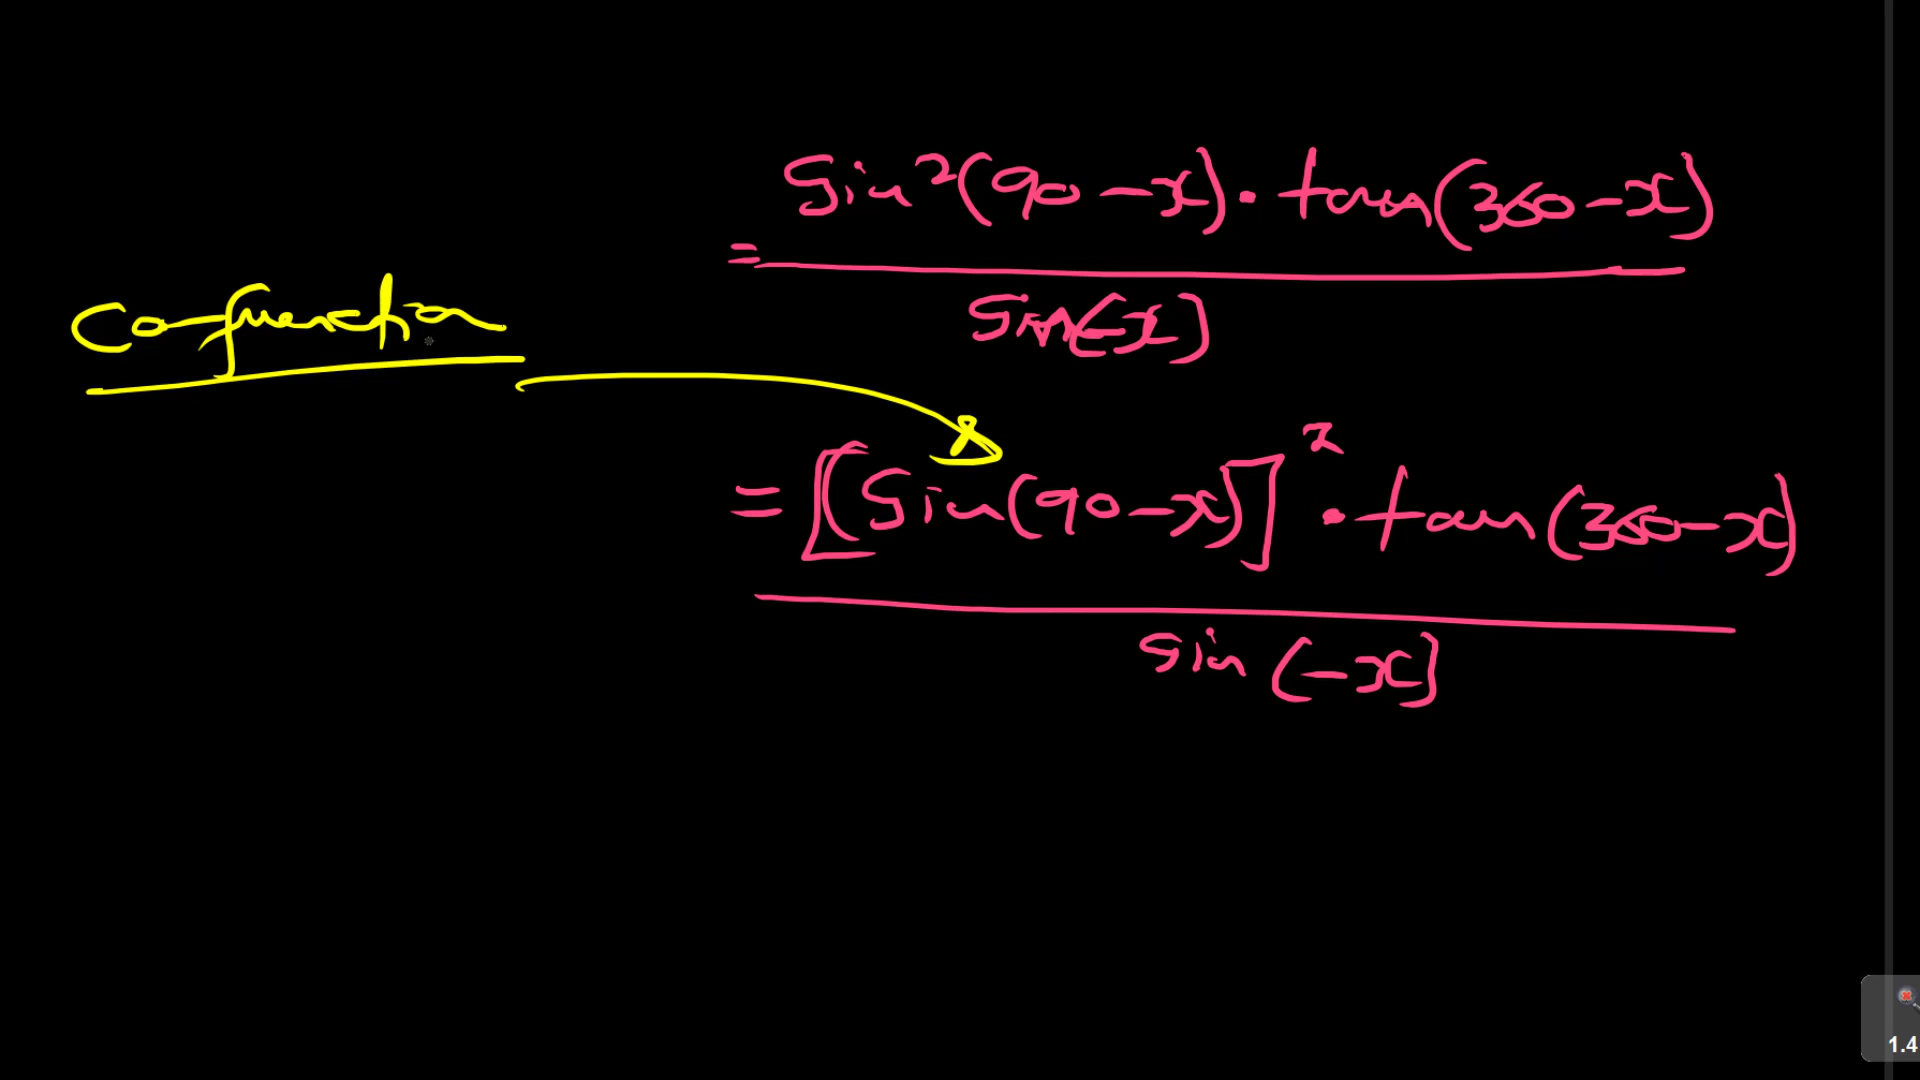 Sin²(90-x)·tan(360-x)
=
Sin(-x)
Co-function
= [(Sin(90-x)]²·tan(360-x)
Sin(-x)
1.4